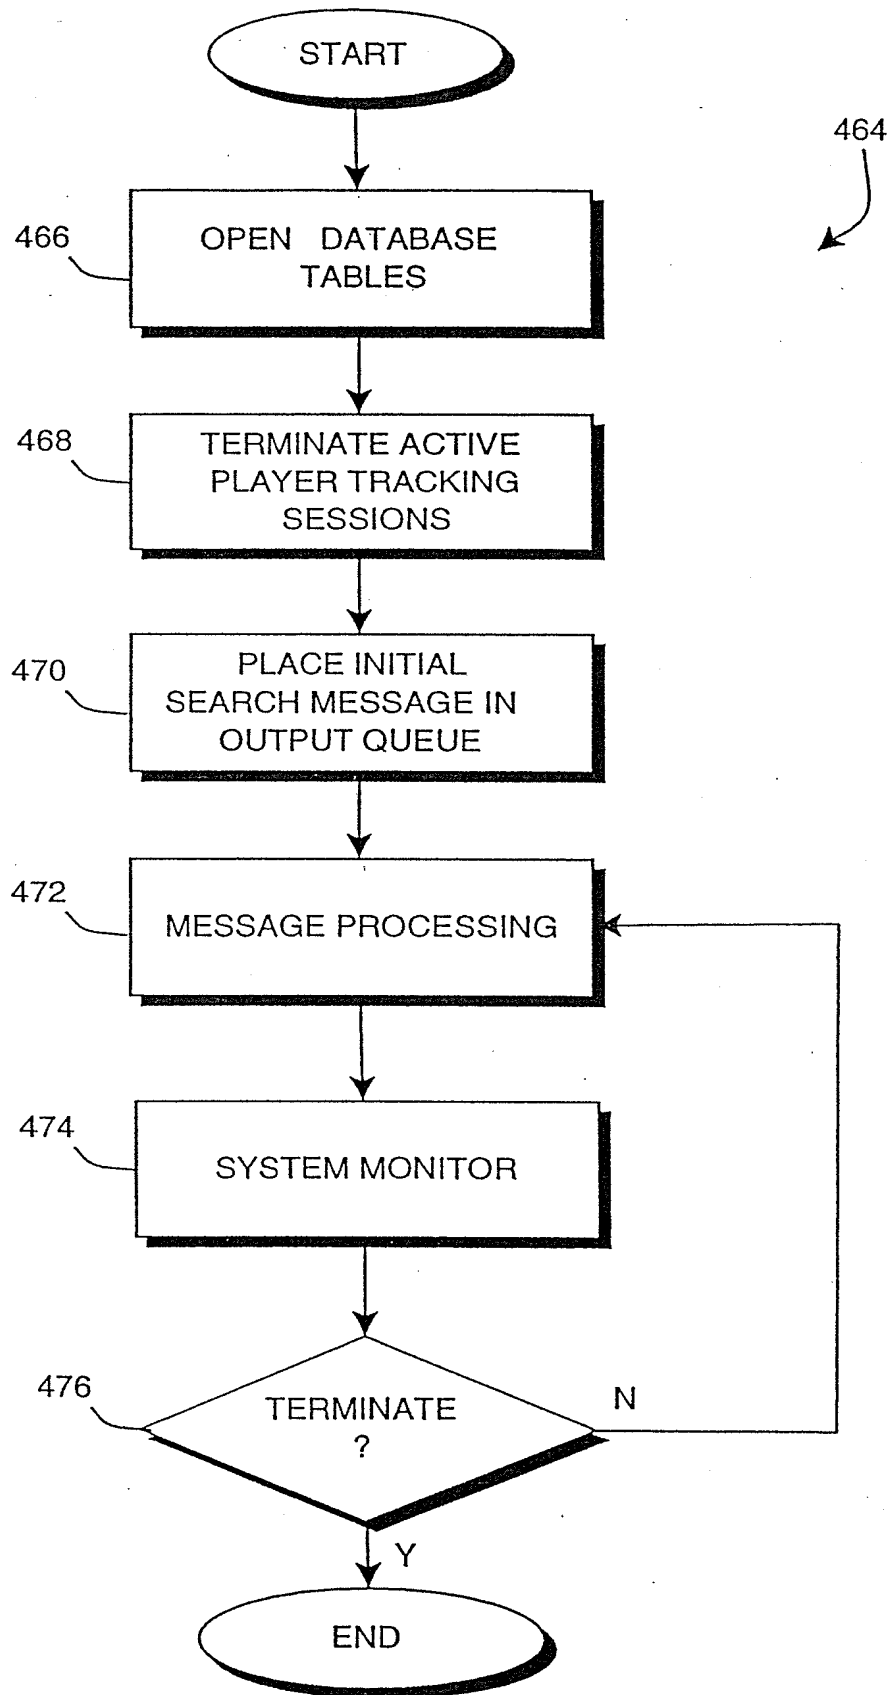 START
464
466
OPEN DATABASE
TABLES
468
TERMINATE ACTIVE
PLAYER TRACKING
SESSIONS
470
PLACE INITIAL
SEARCH MESSAGE IN
OUTPUT QUEUE
472
MESSAGE PROCESSING
474
SYSTEM MONITOR
476
TERMINATE
?
N
Y
END